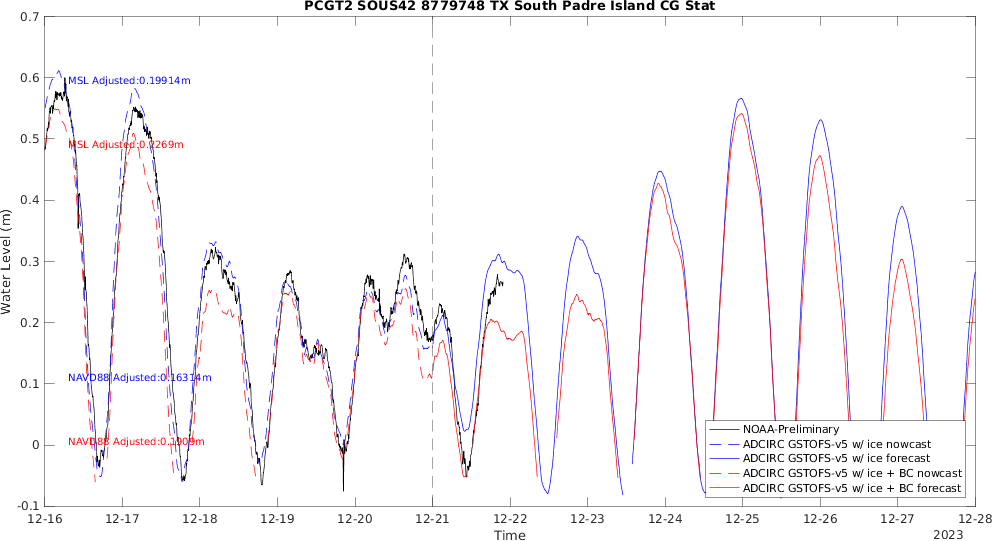 PCGT2 SOUS42 8779748 TX South Padre Island CG Stat
0.7
0.6
0.5
0.4
0.3
0.2
0.1
0
-0.1
Water Level (m)
MSL Adjusted:0.19914m
MSL Adjusted:0.2269m
NAVD88 Adjusted:0.16314m
NAVD88 Adjusted:0.1909m
NOAA-Preliminary
ADCIRC GSTOFS-v5 w/ ice nowcast
ADCIRC GSTOFS-v5 w/ ice forecast
ADCIRC GSTOFS-v5 w/ ice + BC nowcast
ADCIRC GSTOFS-v5 w/ ice + BC forecast
12-16 12-17 12-18 12-19 12-20 12-21 12-22 12-23 12-24 12-25 12-26 12-27 12-28
Time
2023